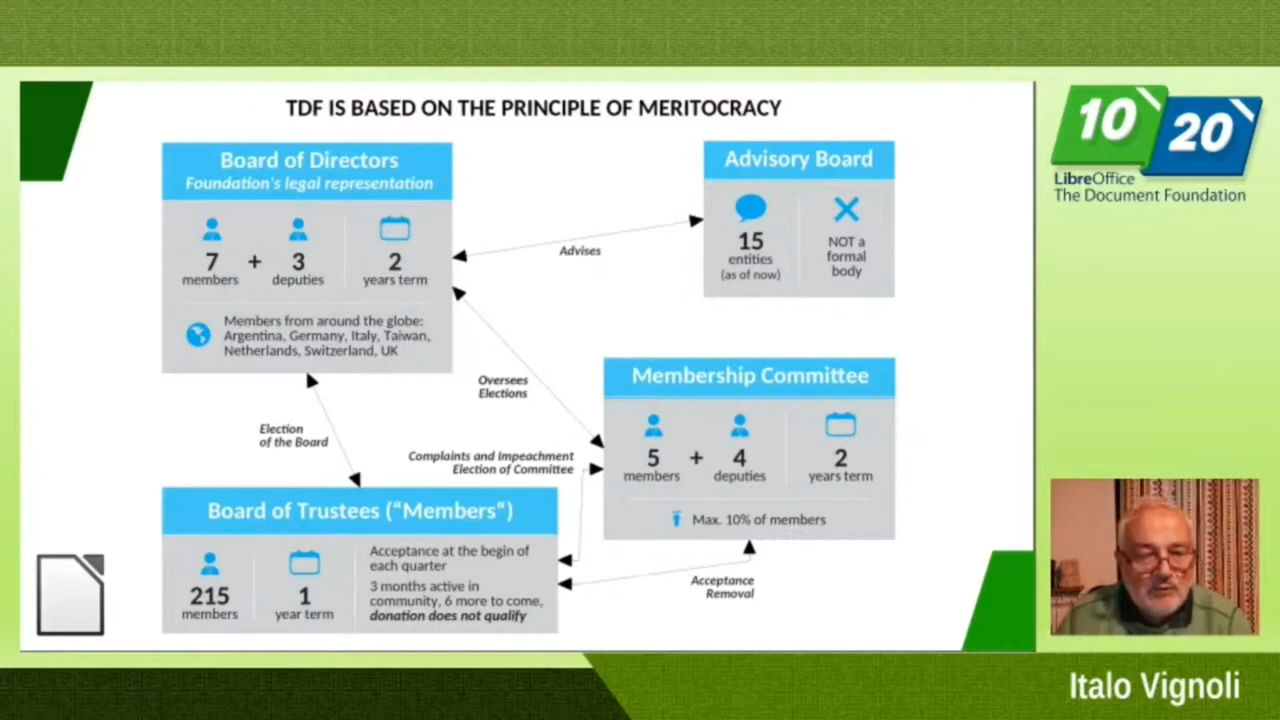 TDF IS BASED ON THE PRINCIPLE OF MERITOCRACY
Board of Directors
Foundation's legal representation
7 + 3 2
members deputies years term
Members from around the globe:
Argentina, Germany, Italy, Taiwan,
Netherlands, Switzerland, UK
Advises
Advisory Board
15
entities
(as of now)
NOT a
formal
body
Oversees
Elections
Election
of the Board
Complaints and Impeachment
Election of Committee
Membership Committee
5 + 4 2
members deputies years term
Max. 10% of members
Board of Trustees (“Members“)
215 1
members year term
Acceptance at the begin of
each quarter
3 months active in
community, 6 more to come,
donation does not qualify
Acceptance
Removal
10 20
LibreOffice
The Document Foundation
Italo Vignoli